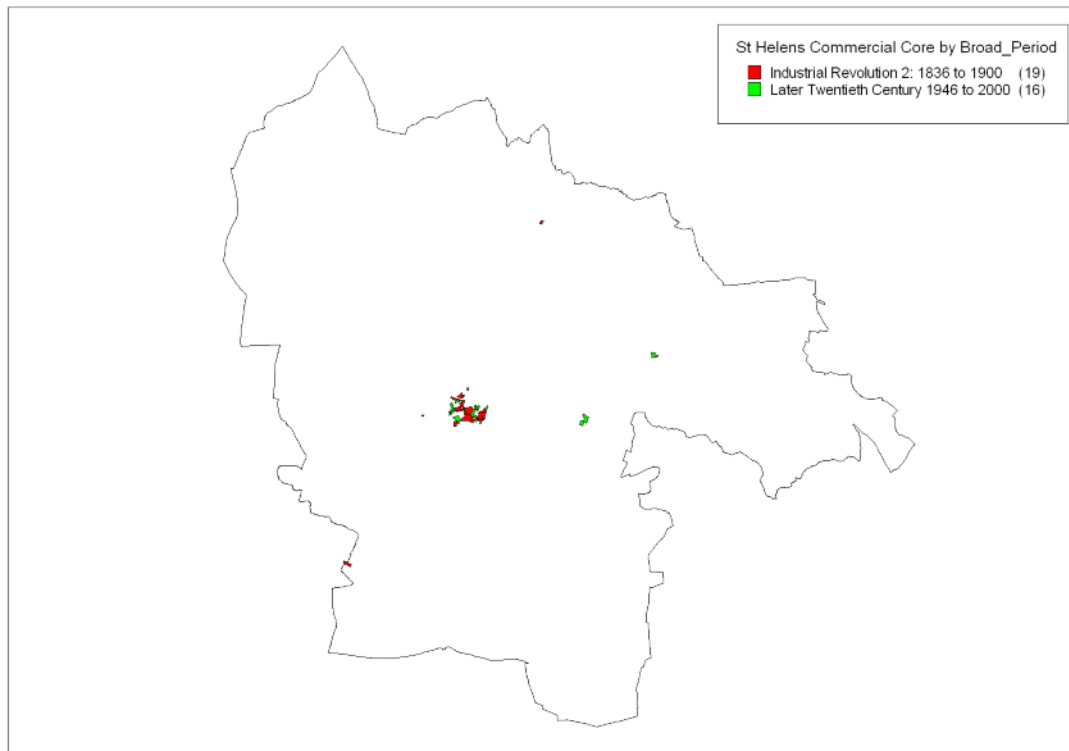 St Helens Commercial Core by Broad_Period
Industrial Revolution 2: 1836 to 1900 (19)
Later Twentieth Century 1946 to 2000 (16)